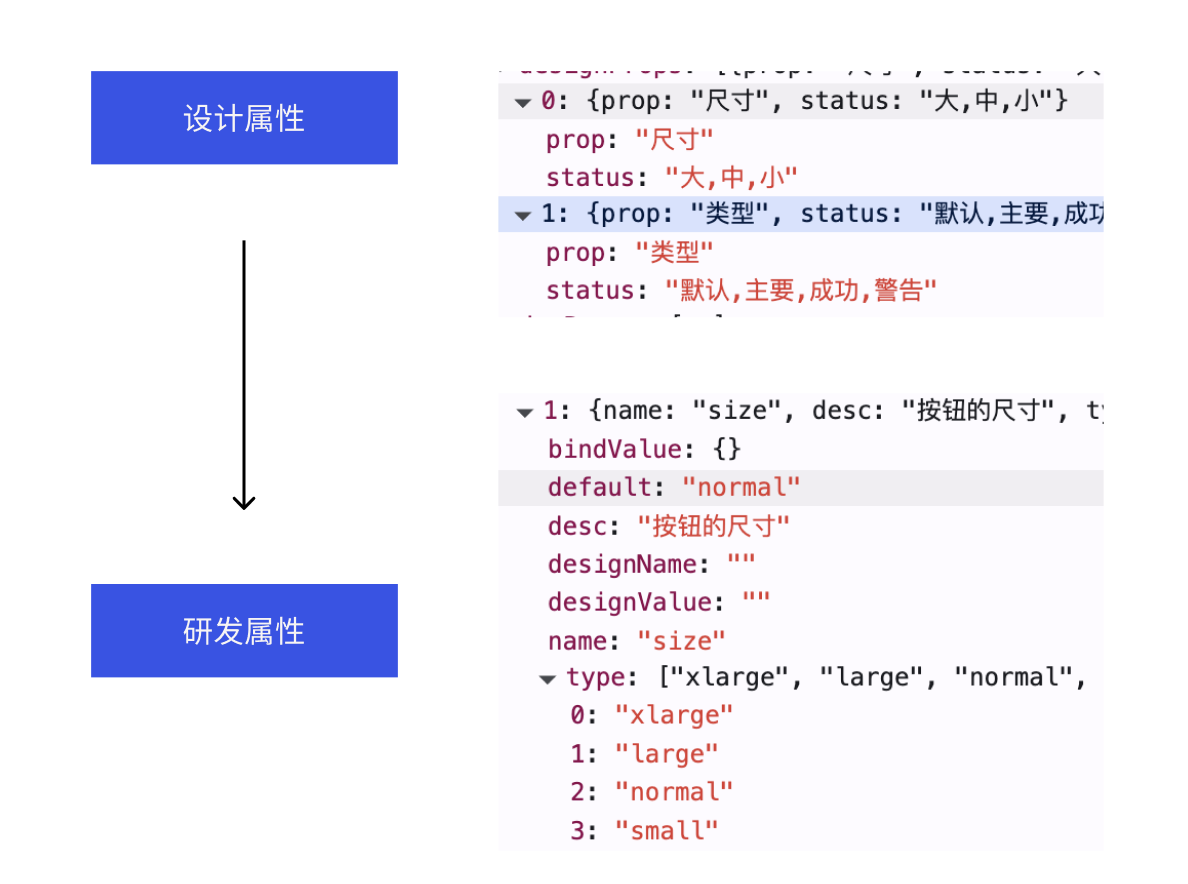 设计属性
0: {prop: "尺寸", status: "大,中,小"}
prop: "尺寸"
status: "大,中,小"
1: {prop: "类型", status: "默认,主要,成功
prop: "类型"
status: "默认,主要,成功,警告"
1: {name: "size", desc: "按钮的尺寸", ty
bindValue: {}
default: "normal"
desc: "按钮的尺寸"
designName: ""
designValue: ""
研发属性
name: "size"
type: ["xlarge", "large", "normal",
0: "xlarge"
1: "large"
2: "normal"
3: "small"